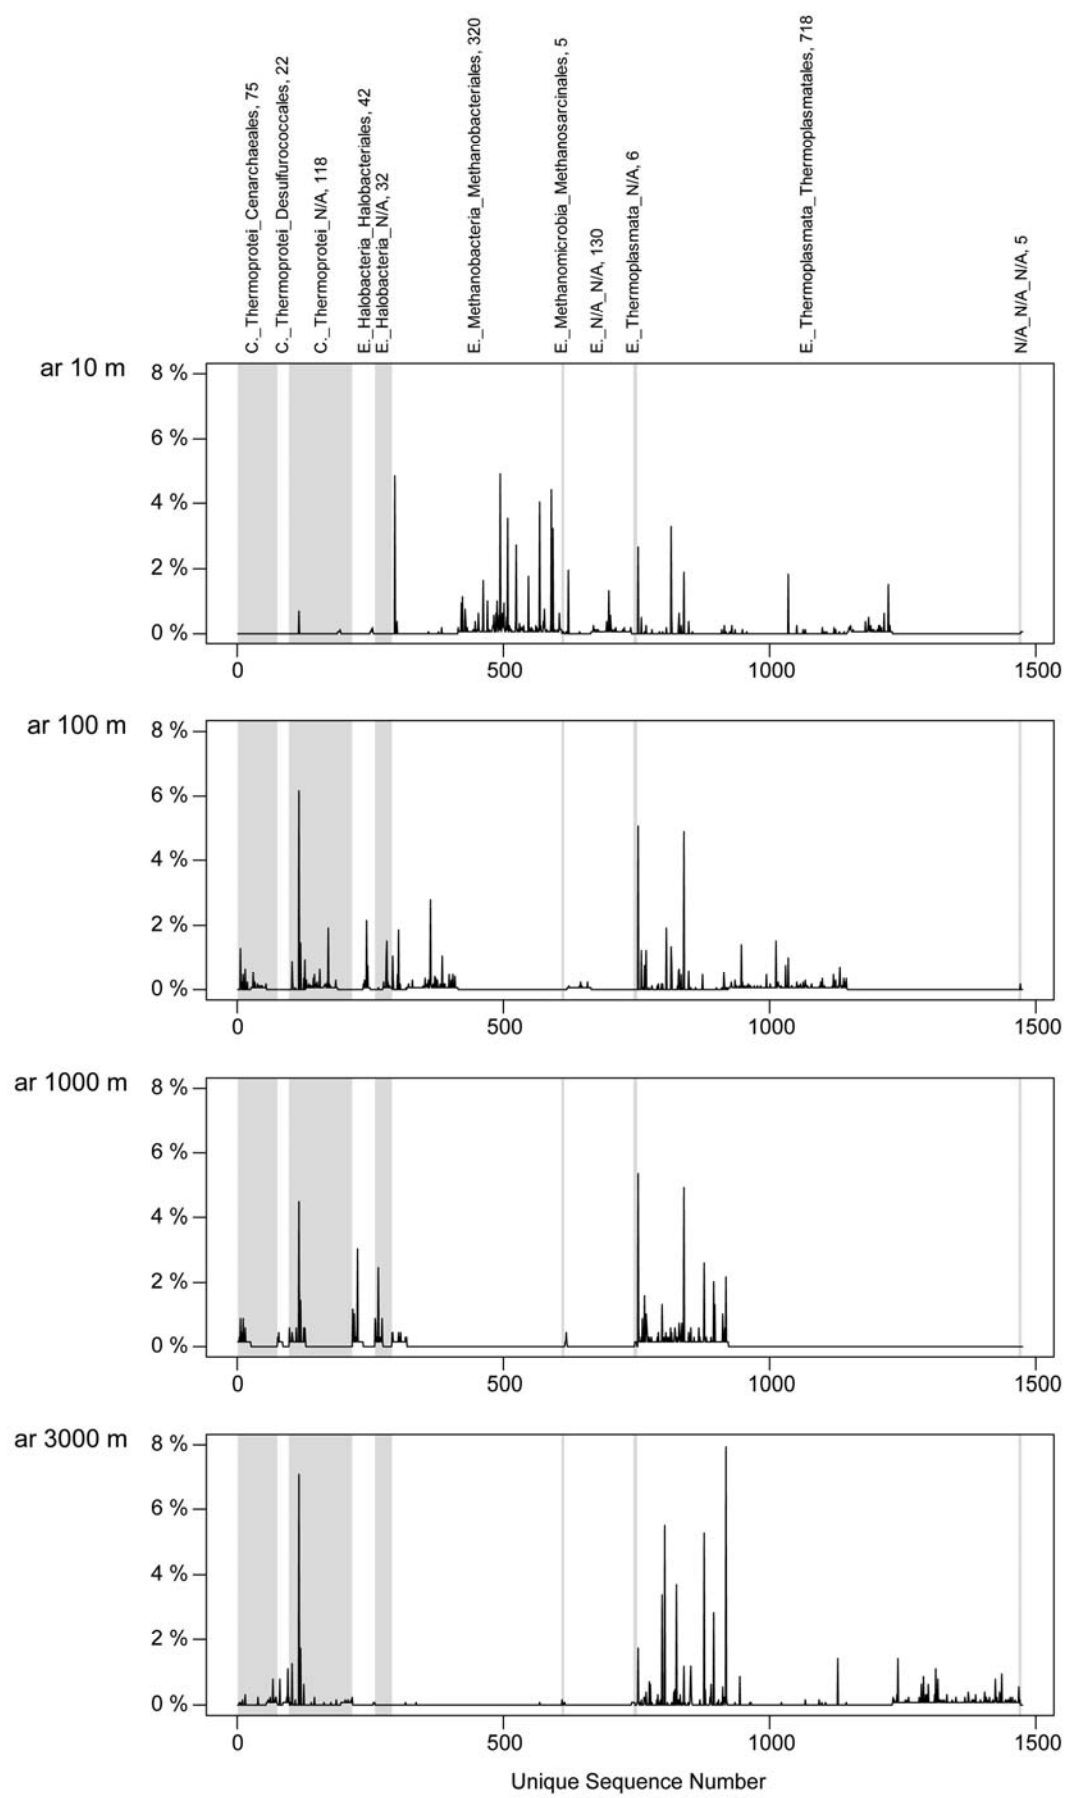 C._Thermoprotei_Cenarchaeales, 75
C._Thermoprotei_Desulfurococcales, 22
C._Thermoprotei_N/A, 118
E._Halobacteria_Halobacteriales, 42
E._Halobacteria_N/A, 32
E._Methanobacteria_Methanobacteriales, 320
E._Methanomicrobia_Methanosarcinales, 5
E._N/A_N/A, 130
E._Thermoplasmata_N/A, 6
E._Thermoplasmata_Thermoplasmatales, 718
N/A_N/A_N/A, 5
ar 10 m
8 %
6 %
4 %
2 %
0 %
0 500 1000 1500
ar 100 m
8 %
6 %
4 %
2 %
0 %
0 500 1000 1500
ar 1000 m
8 %
6 %
4 %
2 %
0 %
0 500 1000 1500
ar 3000 m
8 %
6 %
4 %
2 %
0 %
0 500 1000 1500
Unique Sequence Number